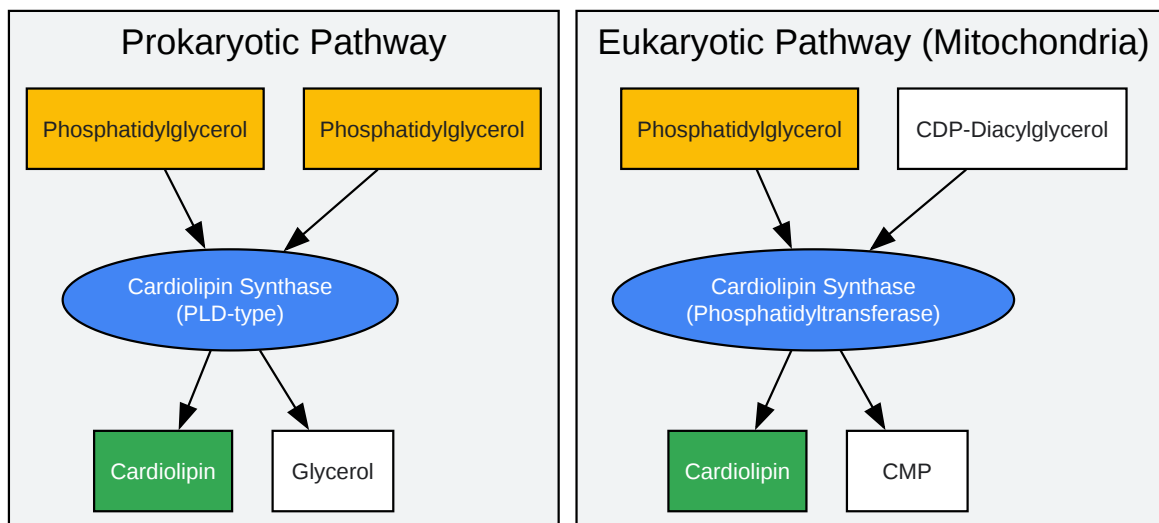 Prokaryotic Pathway
Phosphatidylglycerol
Phosphatidylglycerol
Cardiolipin Synthase
(PLD-type)
Cardiolipin
Glycerol
Eukaryotic Pathway (Mitochondria)
Phosphatidylglycerol
CDP-Diacylglycerol
Cardiolipin Synthase
(Phosphatidyltransferase)
Cardiolipin
CMP